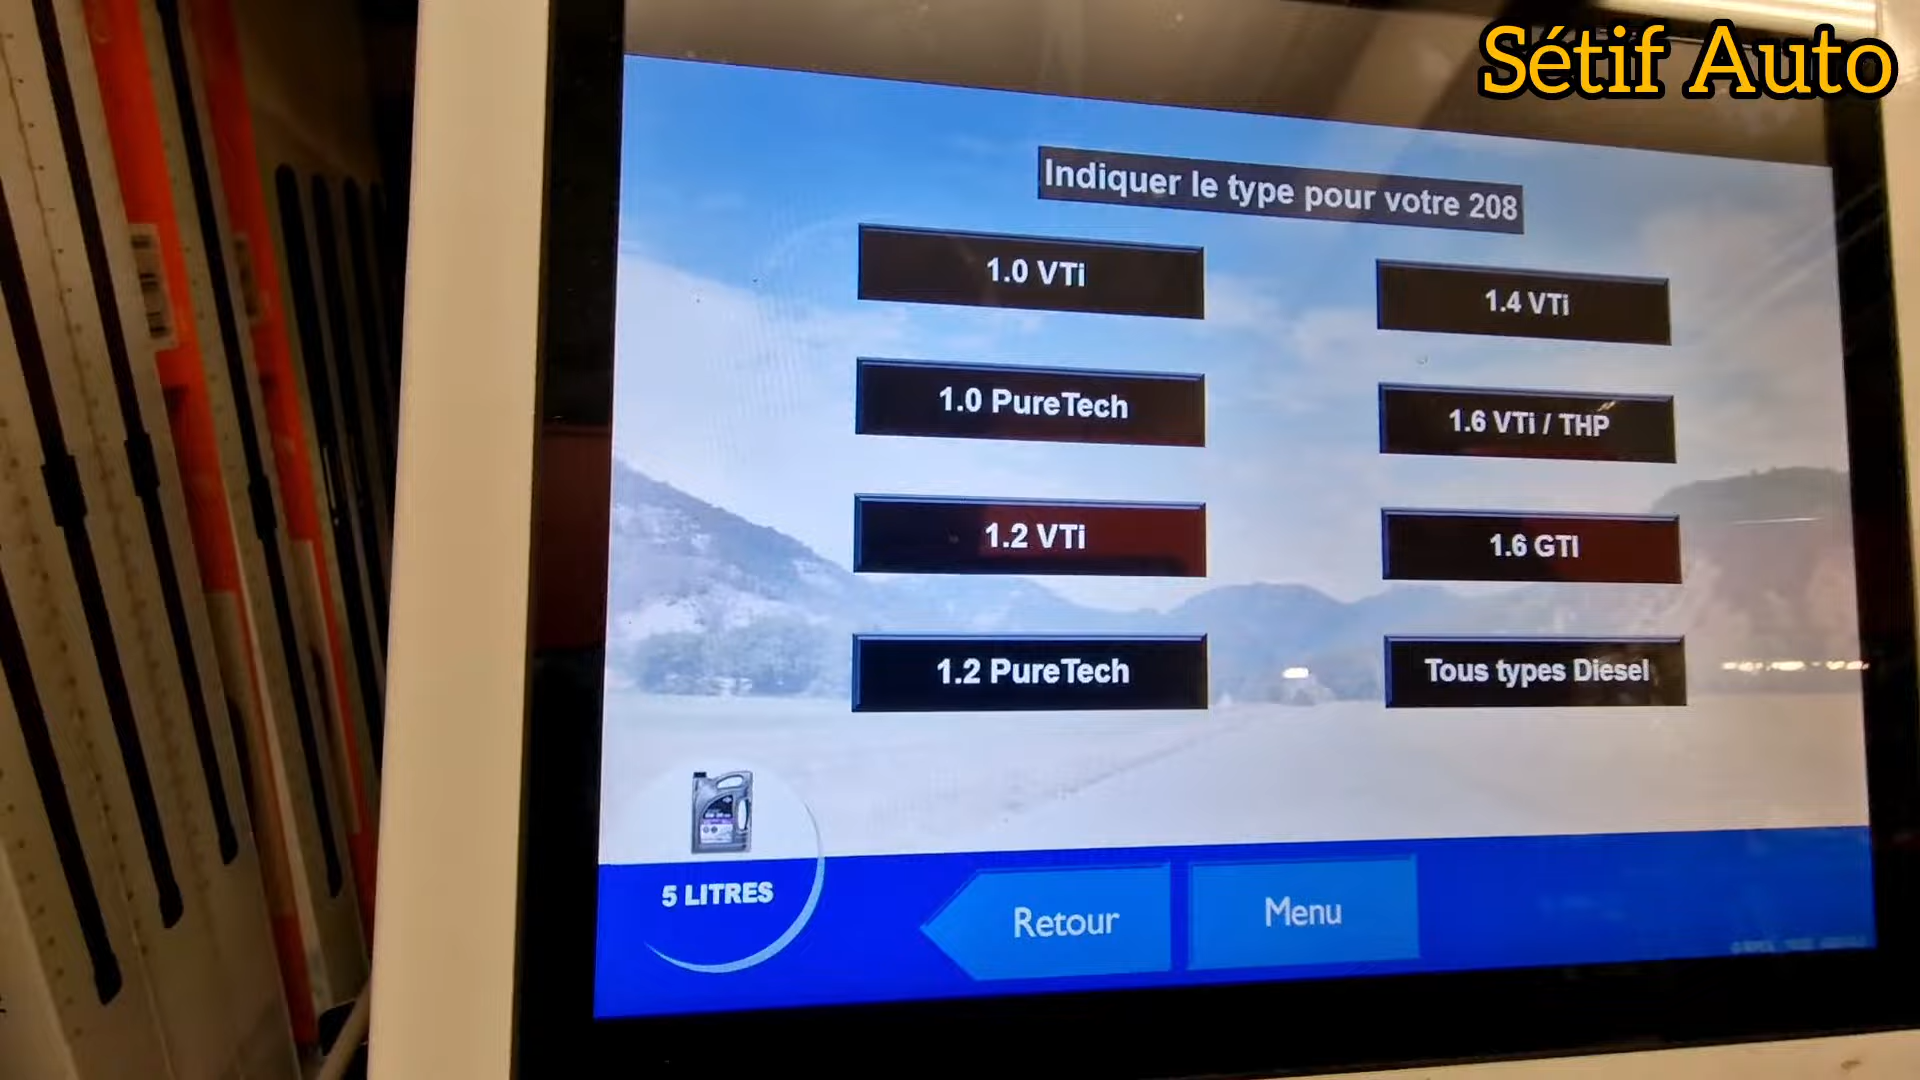 Sétif Auto
Indiquer le type pour votre 208
1.0 VTi
1.4 VTi
1.0 PureTech
1.6 VTi / THP
1.2 VTi
1.6 GTI
1.2 PureTech
Tous types Diesel
5 LITRES
Retour
Menu